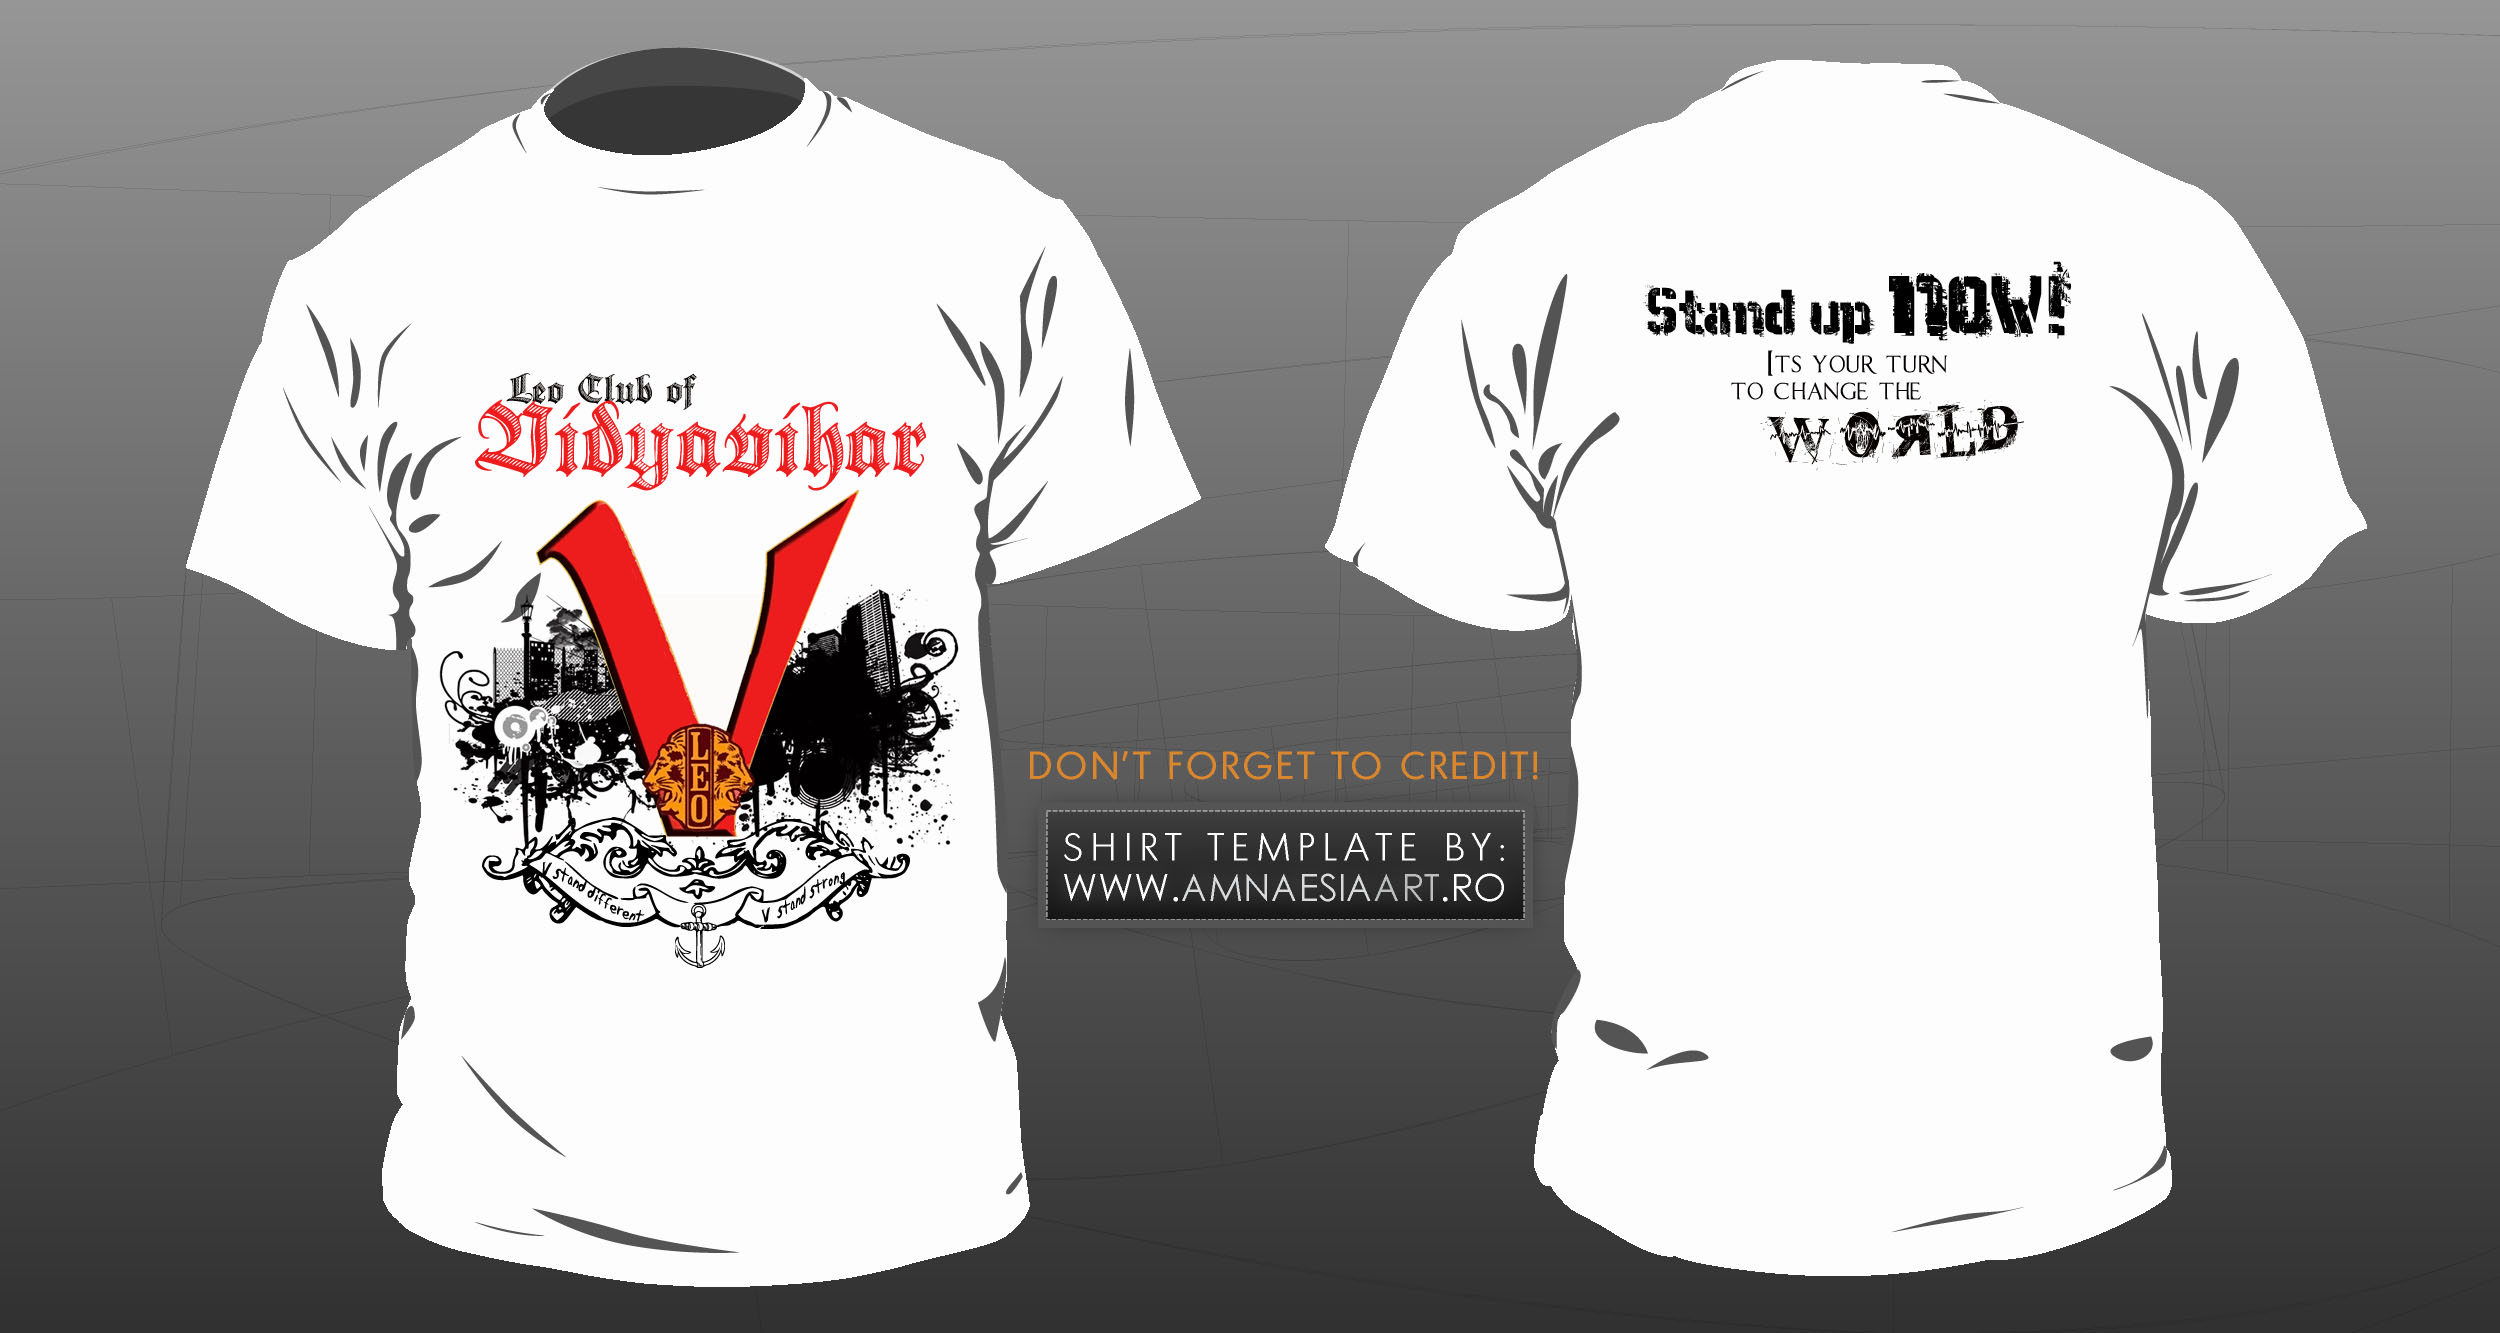 Leo Club of
Vidyavihar
LEO
V stand different
V stand strong
Stand up now!
ITS YOUR TURN
TO CHANGE THE
WORLD
DON'T FORGET TO CREDIT!
SHIRT TEMPLATE BY:
WWW.AMNAESIAART.RO